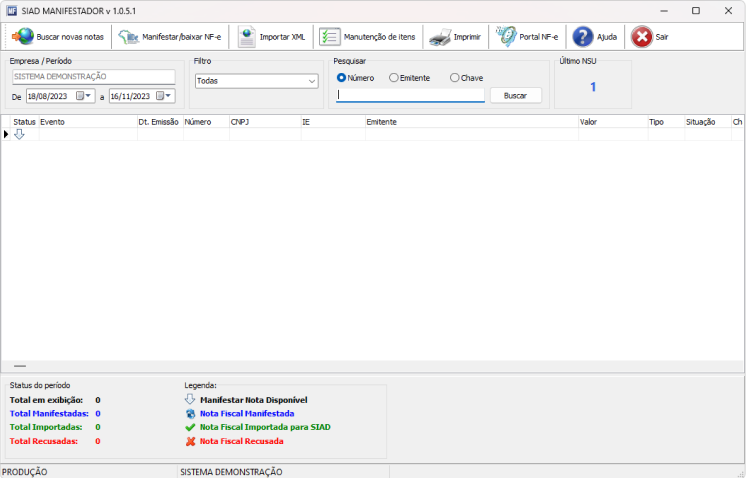 SIAD MANIFESTADOR v 1.0.5.1
Buscar novas notas Manifestar/baixar NF-e Importar XML Manutenção de itens Imprimir Portal NF-e Ajuda Sair
Empresa / Período Filtro Pesquisar Último NSU
SISTEMA DEMONSTRAÇÃO Todas Número Emitente Chave 1
De 18/08/2023 a 16/11/2023 Buscar
Status Evento Dt. Emissão Número CNPJ IE Emitente Valor Tipo Situação Ch
Status do período Legenda:
Total em exibição: 0 Manifestar Nota Disponível
Total Manifestadas: 0 Nota Fiscal Manifestada
Total Importadas: 0 Nota Fiscal Importada para SIAD
Total Recusadas: 0 Nota Fiscal Recusada
PRODUÇÃO SISTEMA DEMONSTRAÇÃO